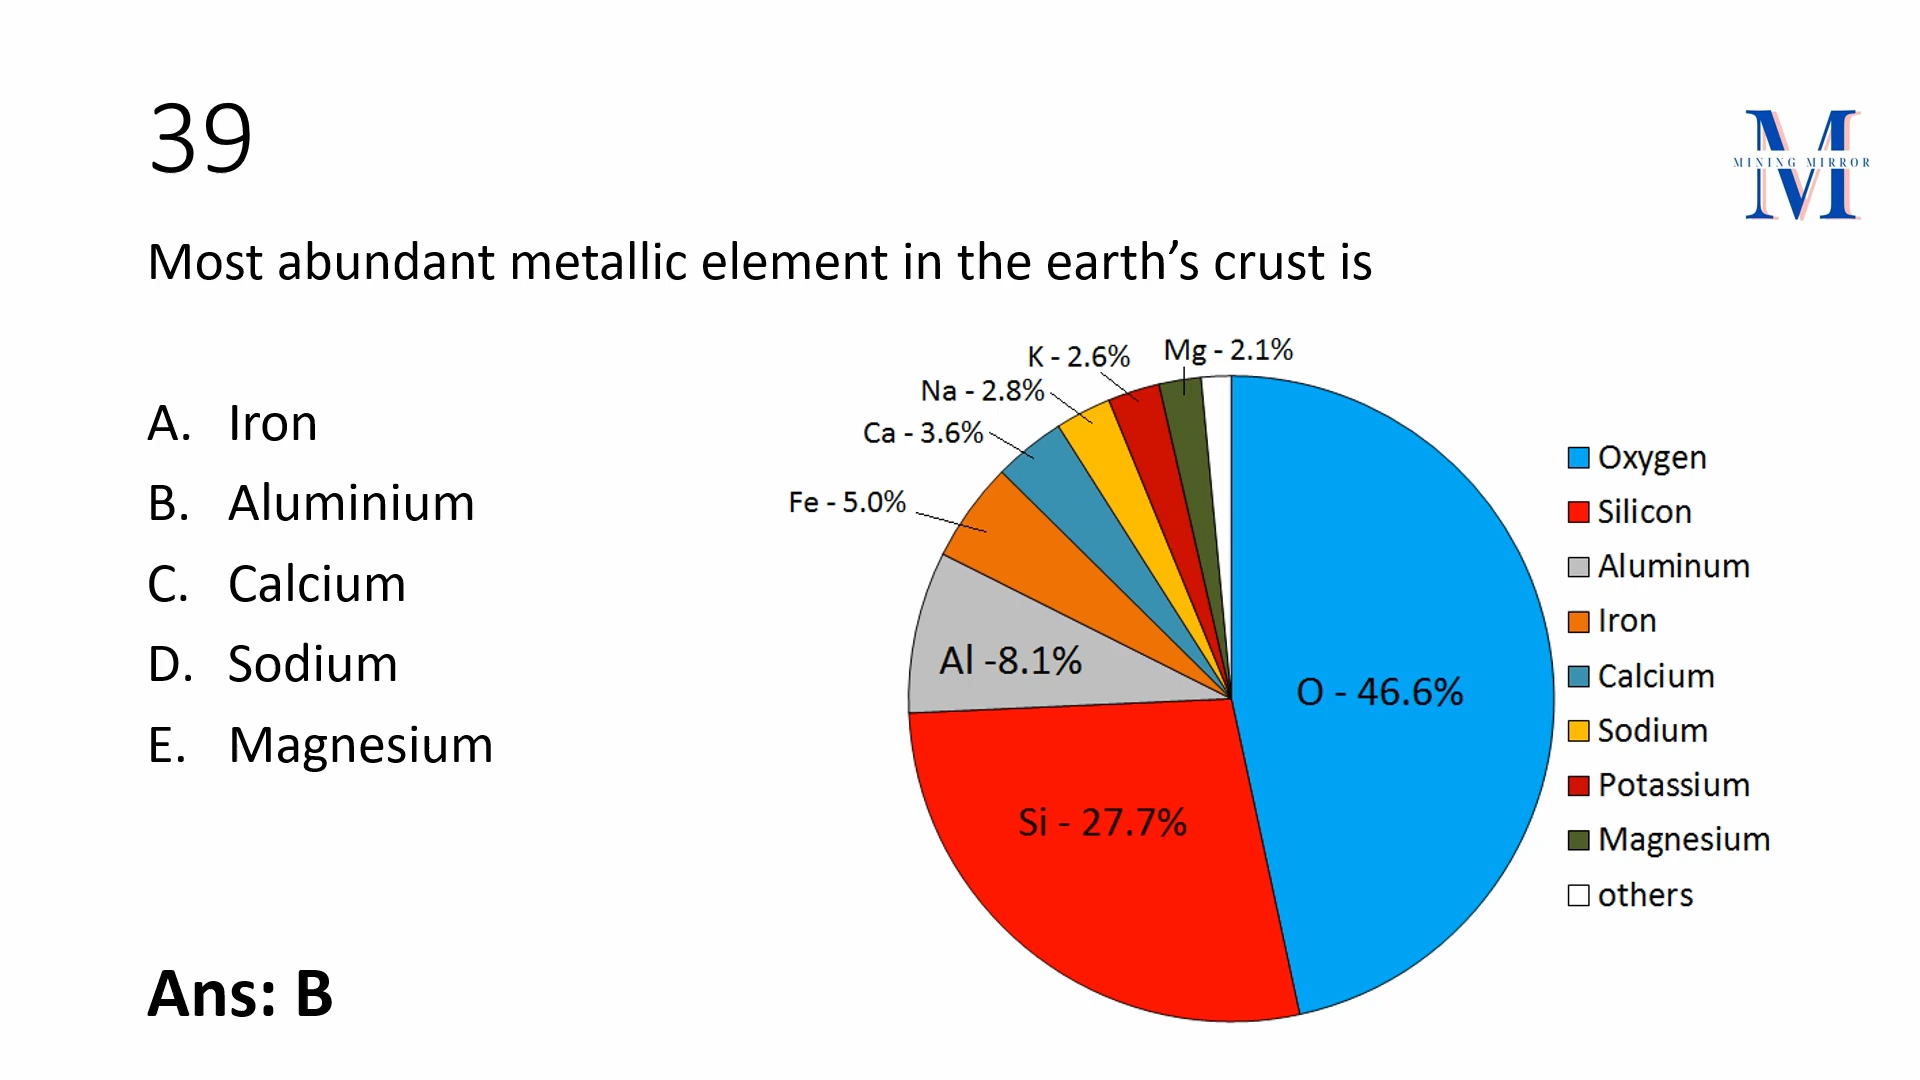 39
MINING MIRROR
Most abundant metallic element in the earth’s crust is
A. Iron
B. Aluminium
C. Calcium
D. Sodium
E. Magnesium
Ans: B
K - 2.6%
Mg - 2.1%
Na - 2.8%
Ca - 3.6%
Fe - 5.0%
Al -8.1%
O - 46.6%
Si - 27.7%
Oxygen
Silicon
Aluminum
Iron
Calcium
Sodium
Potassium
Magnesium
others